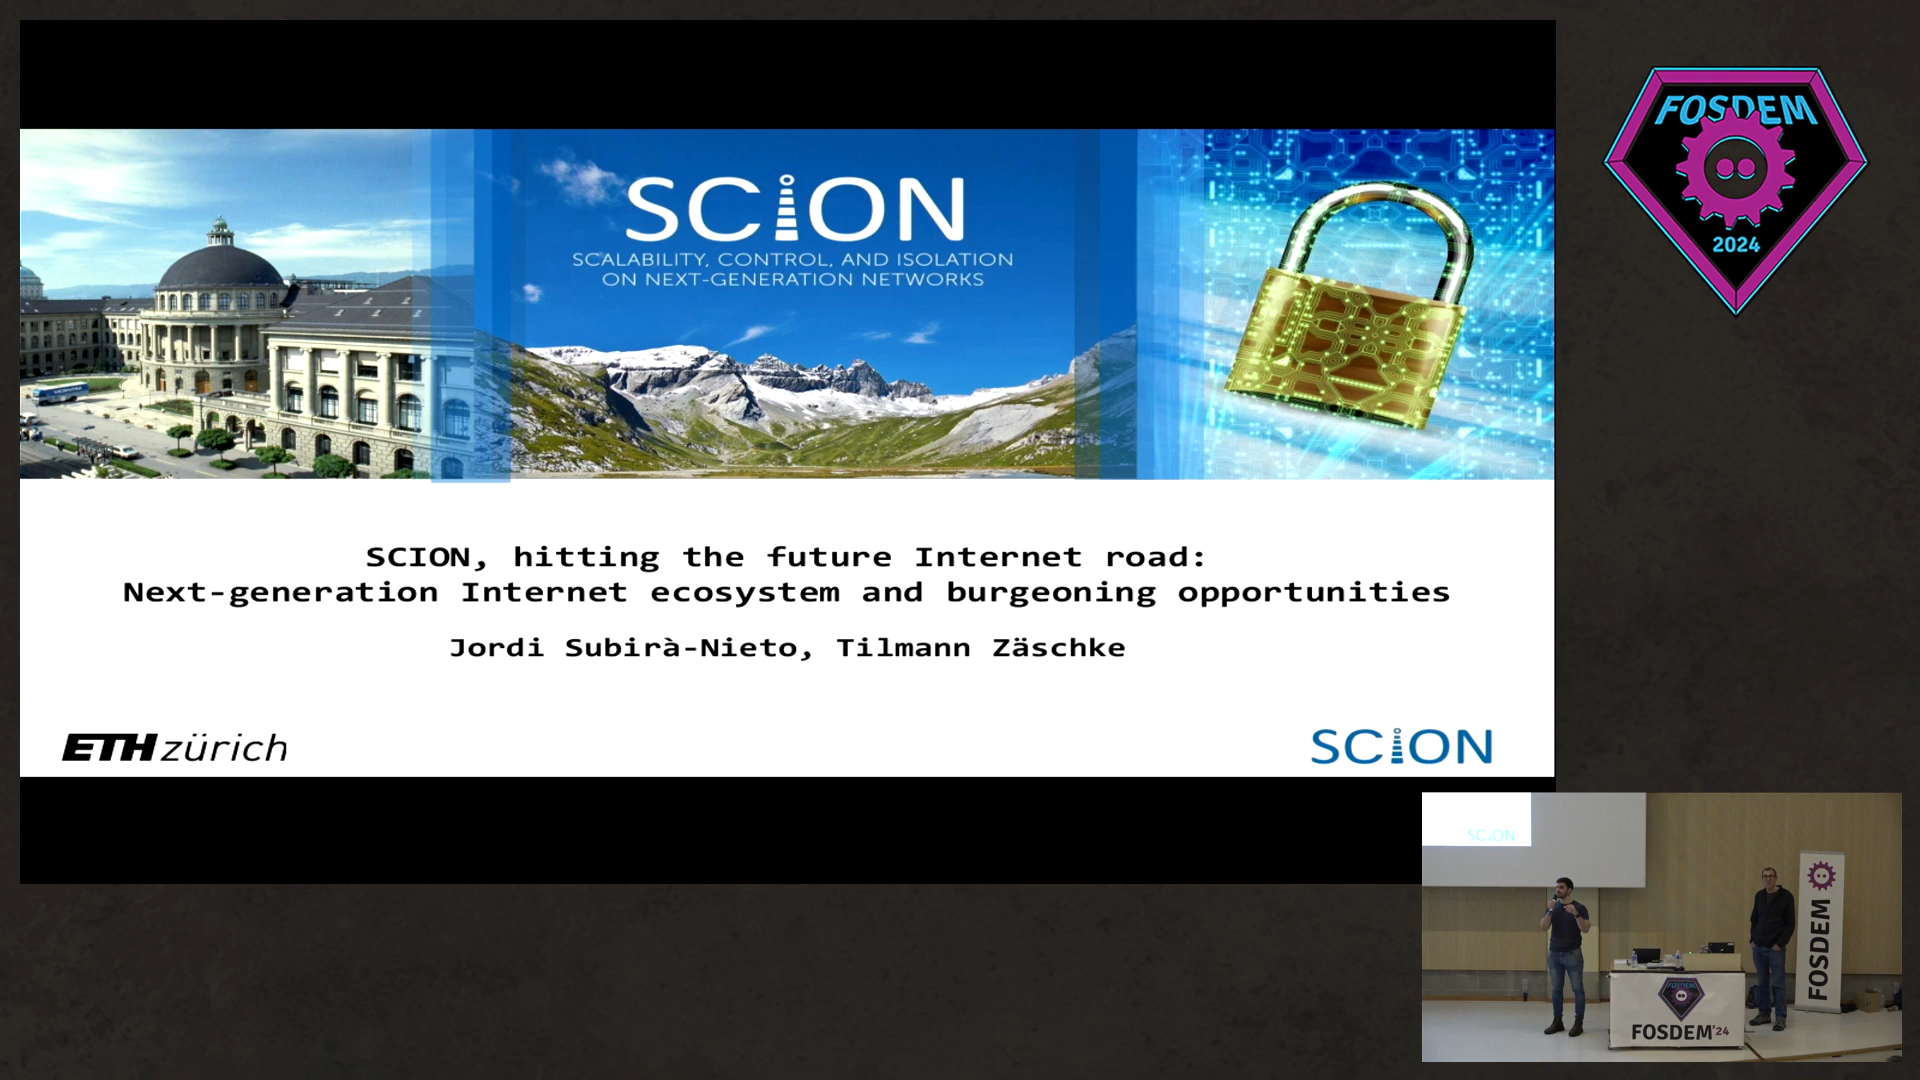 SCION
SCALABILITY, CONTROL, AND ISOLATION
ON NEXT-GENERATION NETWORKS
SCION, hitting the future Internet road:
Next-generation Internet ecosystem and burgeoning opportunities
Jordi Subirà-Nieto, Tilmann Zäschke
ETH zürich
SCION
FOSDEM
2024
SCION
FOSDEM
FOSDEM
FOSDEM'24